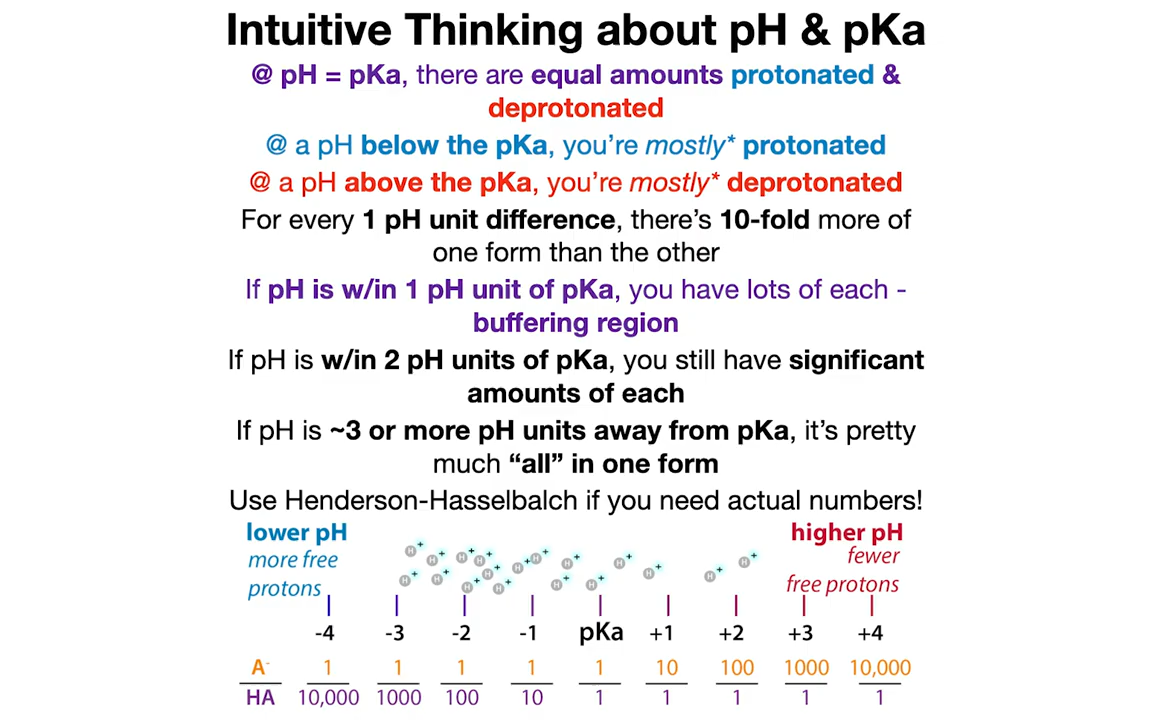 Intuitive Thinking about pH & pKa
@ pH = pKa, there are equal amounts protonated &
deprotonated
@ a pH below the pKa, you're mostly* protonated
@ a pH above the pKa, you're mostly* deprotonated
For every 1 pH unit difference, there's 10-fold more of
one form than the other
If pH is w/in 1 pH unit of pKa, you have lots of each -
buffering region
If pH is w/in 2 pH units of pKa, you still have significant
amounts of each
If pH is ~3 or more pH units away from pKa, it's pretty
much "all" in one form
Use Henderson-Hasselbalch if you need actual numbers!
lower pH
more free
protons
H+ H+ H+ H+ H+ H+ H+ H+ H+ H+ H+ H+ H+ H+ H+ H+ H+ H+
higher pH
fewer
free protons
-4 -3 -2 -1 pKa +1 +2 +3 +4
A- 1 1 1 1 1 10 100 1000 10,000
HA 10,000 1000 100 10 1 1 1 1 1